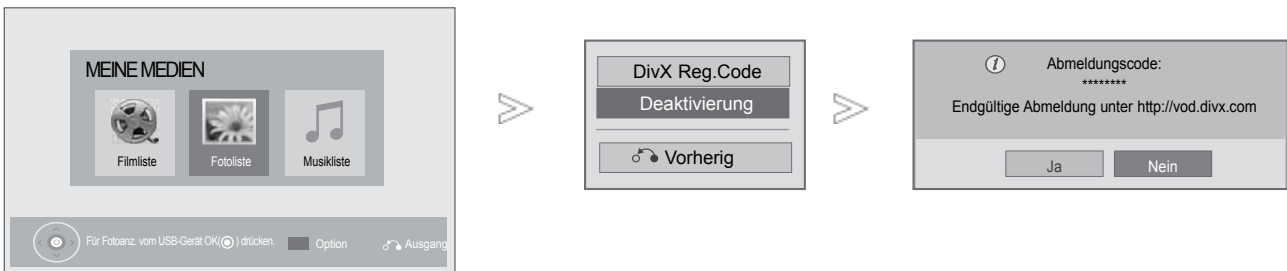 MEINE MEDIEN
Filmliste
Fotoliste
Musikliste
Für Fotoanz. vom USB-Gerät OK(◉) drücken.
Option
Ausgang
DivX Reg.Code
Deaktivierung
Vorherig
Abmeldungscode:
********
Endgültige Abmeldung unter http://vod.divx.com
Ja
Nein